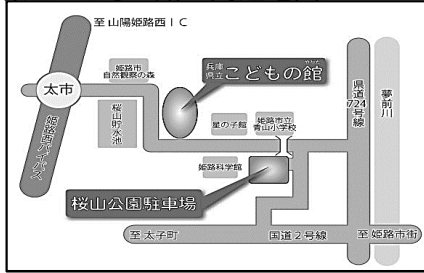 至山陽姫路西IC
姫路市
自然観察の森
兵庫
県立
こどもの館
やかた
太市
桜山
貯水
池
姫路西バイパス
星の子館
姫路市立
青山小学校
県道
724
号線
夢前川
姫路科学館
桜山公園駐車場
至太子町
国道2号線
至姫路市街